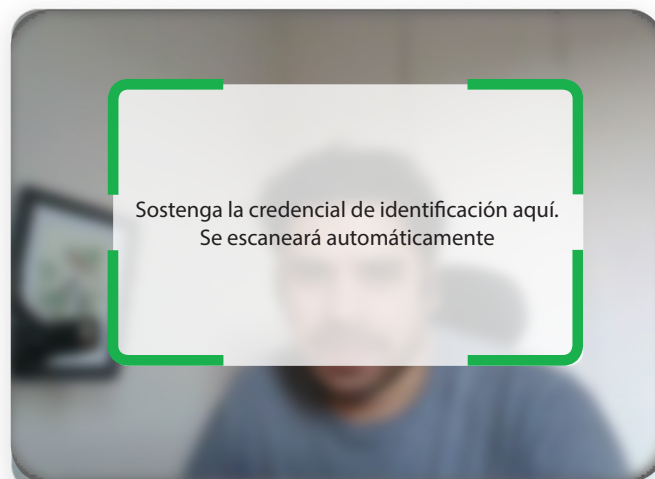 Sostenga la credencial de identificación aquí.
Se escaneará automáticamente